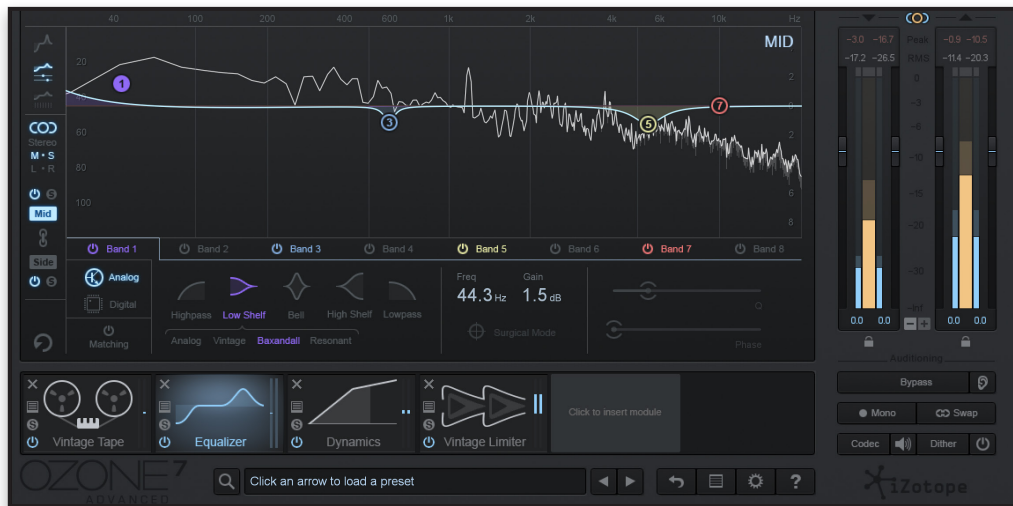 40 100 200 400 600 1k 2k 4k 6k 10k Hz
MID
20 2
40 0
60 2
80
100 6
8
Stereo
M • S
L • R
S
Mid
Side
S
Band 1 Band 2 Band 3 Band 4 Band 5 Band 6 Band 7 Band 8
1 3 5 7
Analog
Digital
Matching
Highpass Low Shelf Bell High Shelf Lowpass
Analog Vintage Baxandall Resonant
Freq Gain
44.3 Hz 1.5 dB
Surgical Mode
Q
Phase
-3.0 -16.7 Peak -0.9 -10.5
-17.2 -26.5 RMS -11.4 -20.3
0
-3
-6
-10
-15
-20
-30
-Inf
0.0 0.0 0.0 0.0
Auditioning
Bypass
Mono Swap
Codec Dither
S S S S
Vintage Tape Equalizer Dynamics Vintage Limiter
Click to insert module
OZONE 7
ADVANCED
Click an arrow to load a preset
?
iZotope